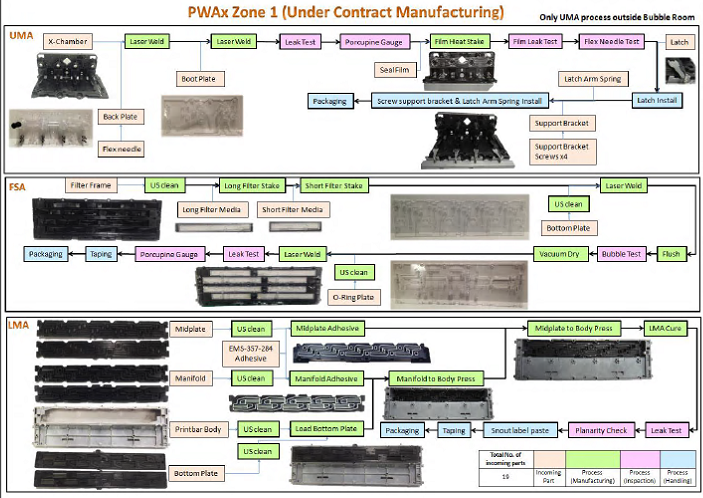 PWAx Zone 1 (Under Contract Manufacturing)
Only UMA process outside Bubble Room
UMA
X-Chamber
Laser Weld
Laser Weld
Leak Test
Porcupine Gauge
Film Heat Stake
Film Leak Test
Flex Needle Test
Latch
Boot Plate
Seal Film
Latch Arm Spring
Packaging
Screw support bracket & Latch Arm Spring Install
Latch Install
Back Plate
Support Bracket
Flex needle
Support Bracket
Screws x4
FSA
Filter Frame
US clean
Long Filter Stake
Short Filter Stake
Laser Weld
Long Filter Media
Short Filter Media
US clean
Bottom Plate
Packaging
Taping
Porcupine Gauge
Leak Test
Laser Weld
Vacuum Dry
Bubble Test
Flush
US clean
O-Ring Plate
LMA
Midplate
US clean
Midplate Adhesive
Midplate to Body Press
LMA Cure
EMS-357-284
Adhesive
Manifold
US clean
Manifold Adhesive
Manifold to Body Press
Printbar Body
US clean
Load Bottom Plate
Packaging
Taping
Snout label paste
Planarity Check
Leak Test
US clean
Bottom Plate
Total No. of
incoming parts
19
Incoming
Part
Process
(Manufacturing)
Process
(Inspection)
Process
(Handling)